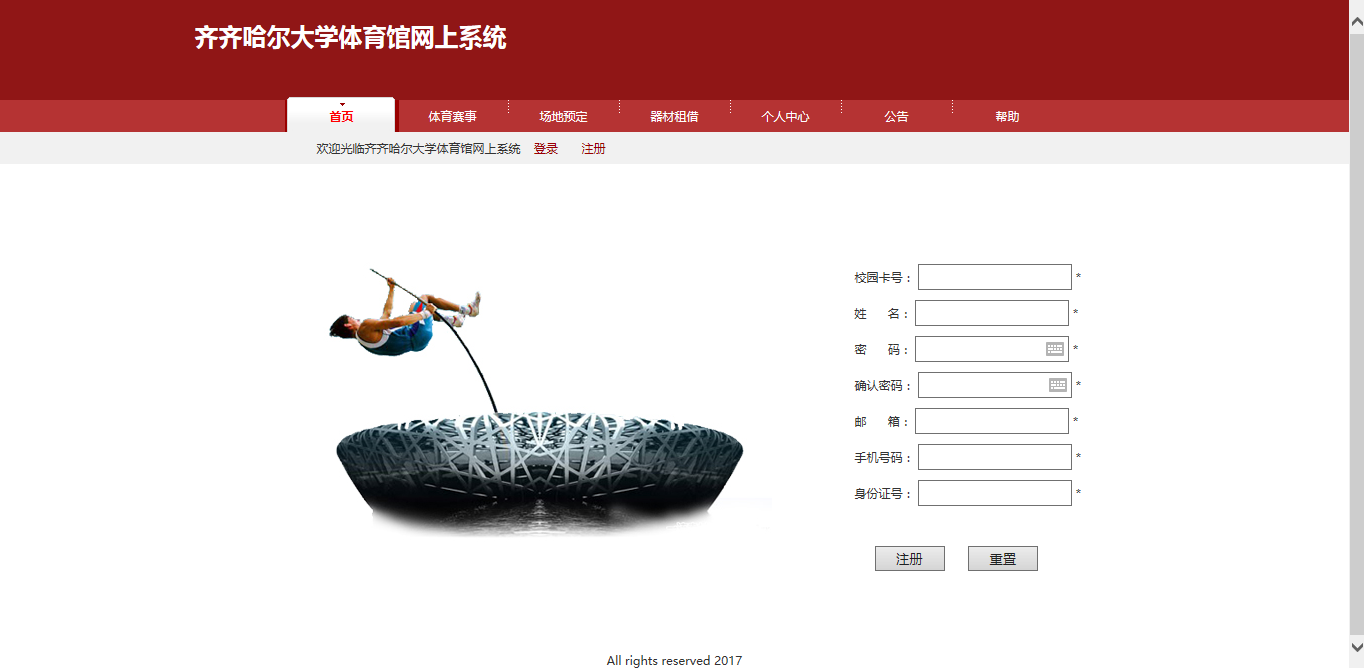 齐齐哈尔大学体育馆网上系统
首页 体育赛事 场地预定 器材租借 个人中心 公告 帮助
欢迎光临齐齐哈尔大学体育馆网上系统 登录 注册
校园卡号： *
姓 名： *
密 码： *
确认密码： *
邮 箱： *
手机号码： *
身份证号： *
注册 重置
All rights reserved 2017